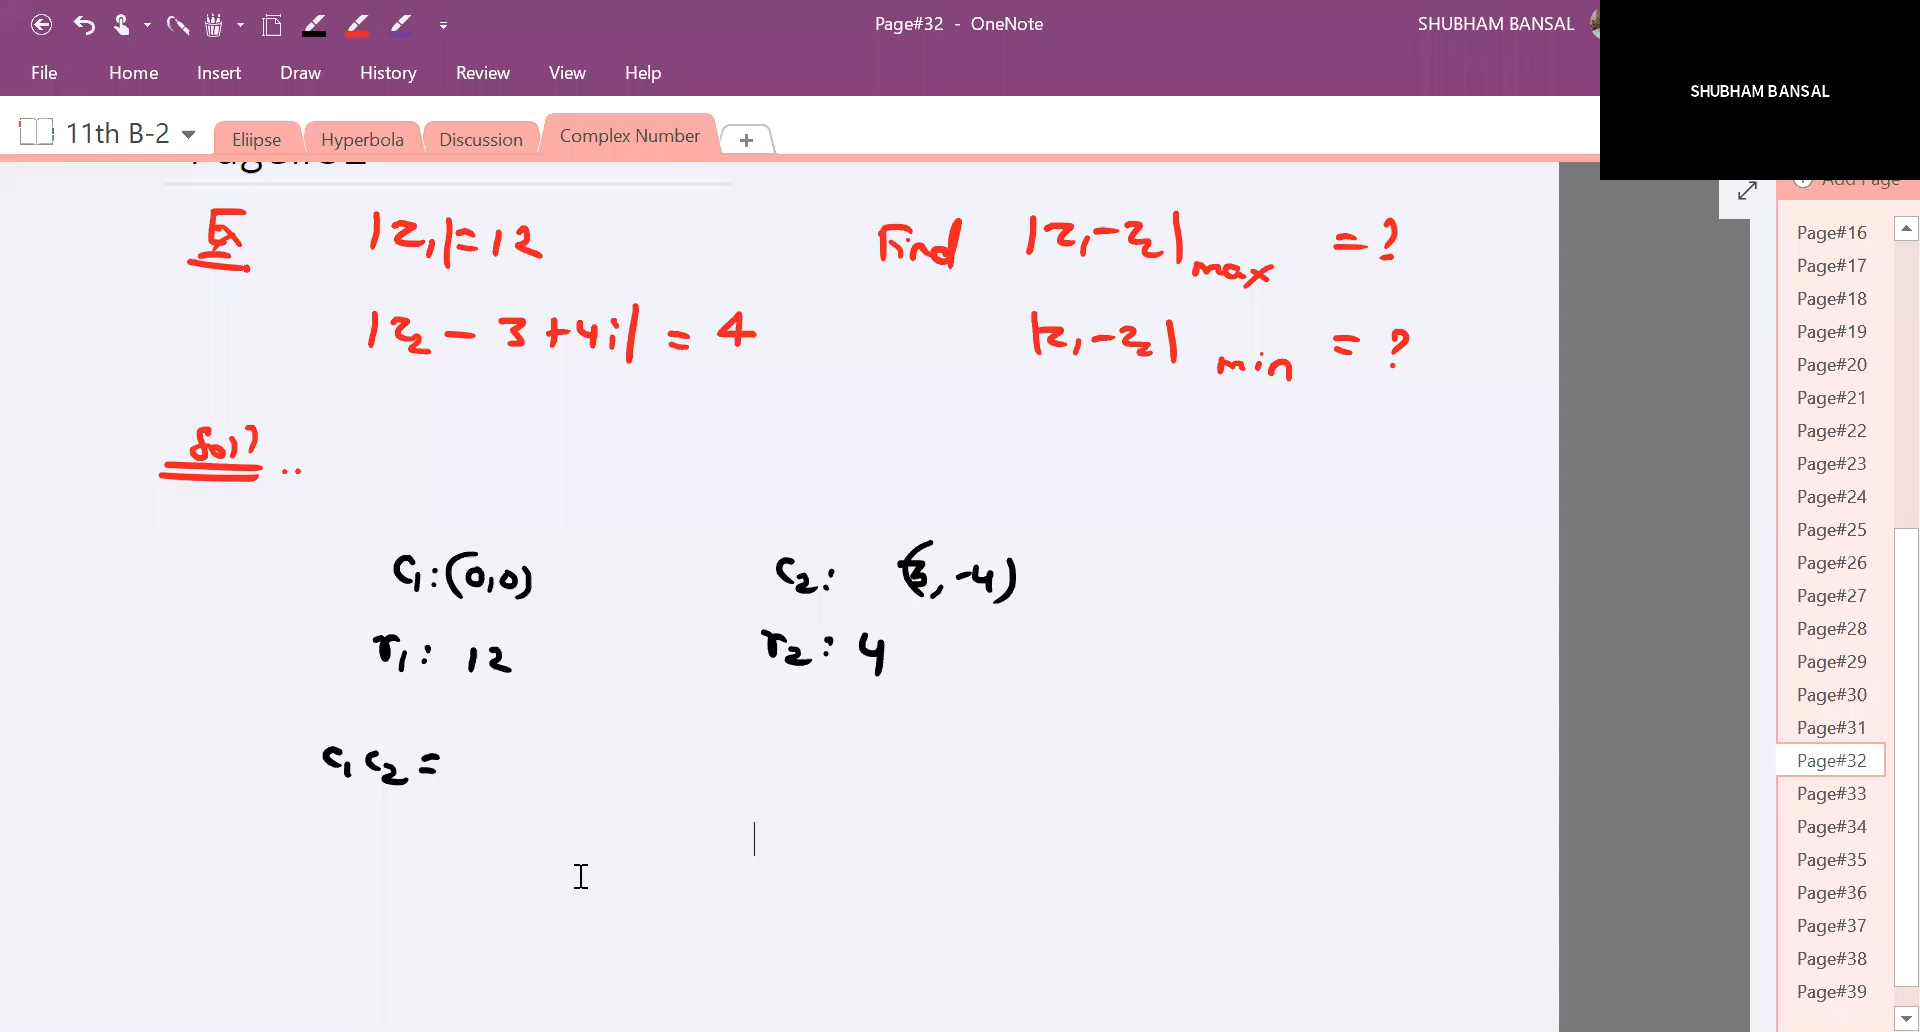 Page#32 - OneNote
SHUBHAM BANSAL
SHUBHAM BANSAL
File Home Insert Draw History Review View Help
11th B-2
Eliipse Hyperbola Discussion Complex Number +
Ex |z₁|=12 Find |z₁-z₂| max = ?
|z₂ - 3 +4i| = 4 |z₁-z₂| min = ?
Solⁿ ..
C₁:(0,0) C₂: (3,-4)
r₁: 12 r₂: 4
C₁C₂ =
Add Page
Page#16
Page#17
Page#18
Page#19
Page#20
Page#21
Page#22
Page#23
Page#24
Page#25
Page#26
Page#27
Page#28
Page#29
Page#30
Page#31
Page#32
Page#33
Page#34
Page#35
Page#36
Page#37
Page#38
Page#39